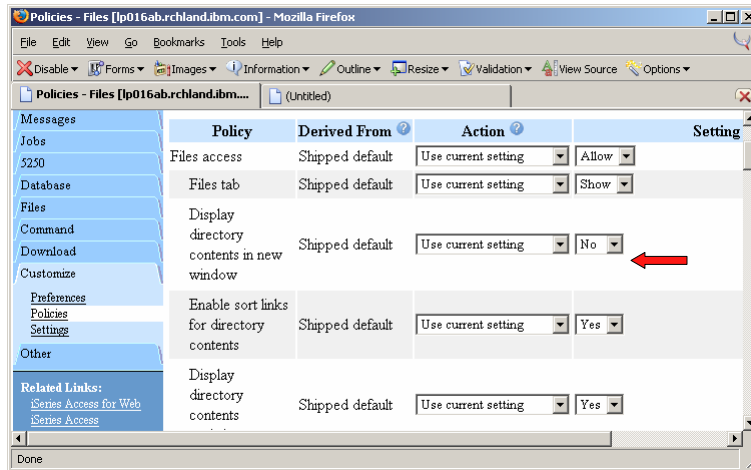 Policies - Files [lp016ab.rchland.ibm.com] - Mozilla Firefox
File Edit View Go Bookmarks Tools Help
Disable Forms Images Information Outline Resize Validation View Source Options
Policies - Files [lp016ab.rchland.ibm.... (Untitled)
Messages
Jobs
5250
Database
Files
Command
Download
Customize
Preferences
Policies
Settings
Other
Related Links:
iSeries Access for Web
iSeries Access
Policy Derived From ? Action ? Setting
Files access Shipped default Use current setting Allow
Files tab Shipped default Use current setting Show
Display
directory
contents in new
window
Shipped default Use current setting No
Enable sort links
for directory
contents
Shipped default Use current setting Yes
Display
directory
contents
Shipped default Use current setting Yes
Done